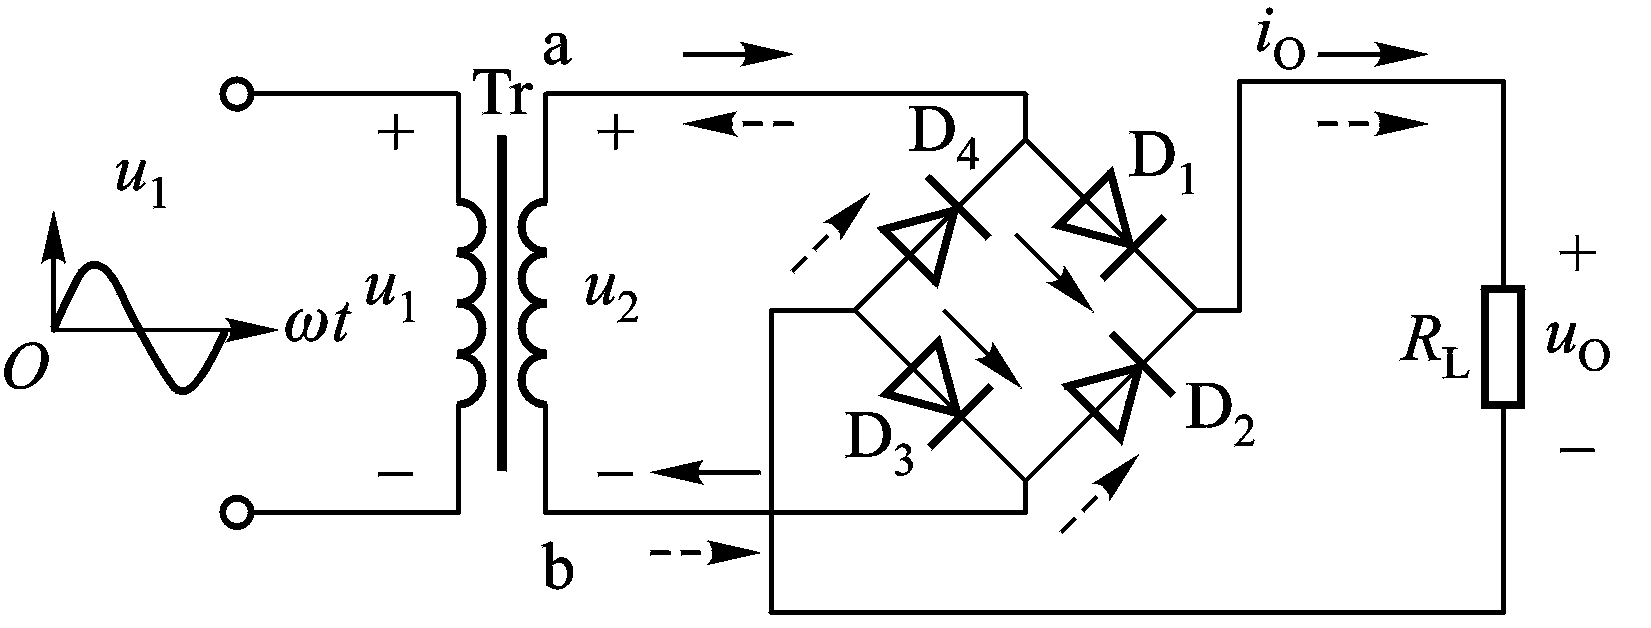 a
iO
Tr
+
+
D4
D1
u1
u1
u2
ωt
O
+
RL
uO
D3
D2
−
−
−
b